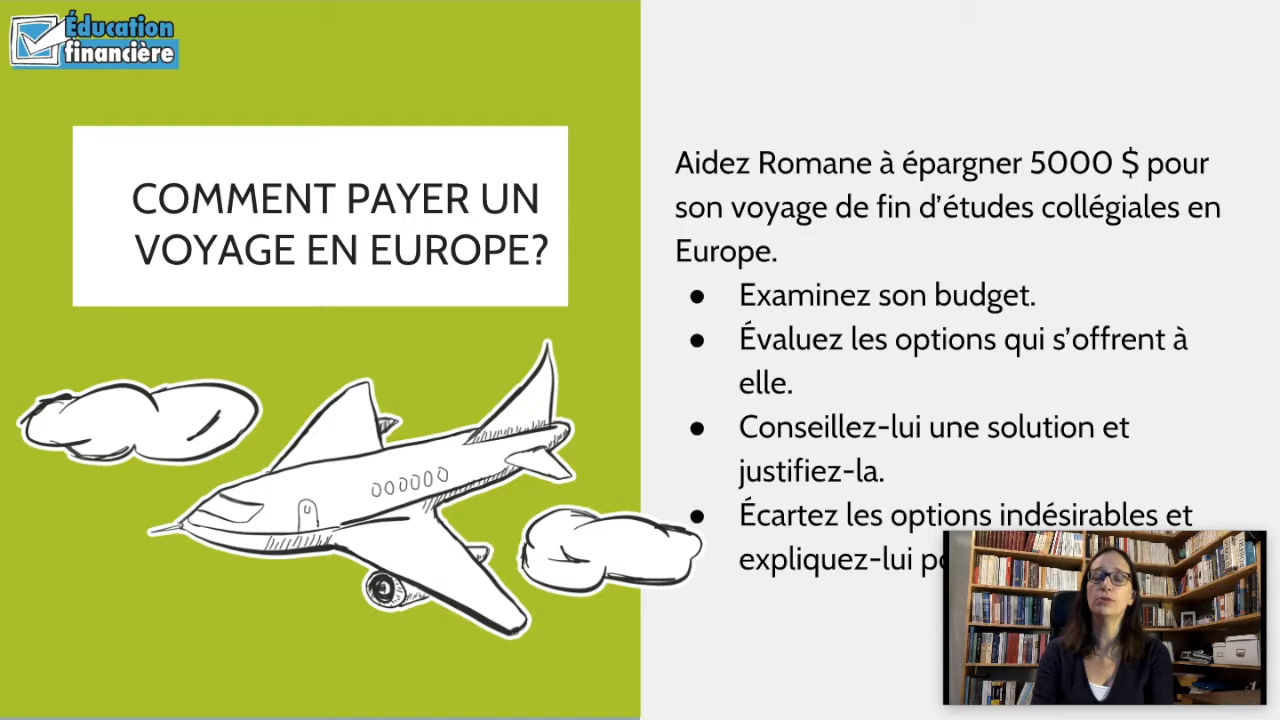 Éducation
financière
COMMENT PAYER UN
VOYAGE EN EUROPE?
Aidez Romane à épargner 5000 $ pour
son voyage de fin d'études collégiales en
Europe.
● Examinez son budget.
● Évaluez les options qui s'offrent à
elle.
● Conseillez-lui une solution et
justifiez-la.
● Écartez les options indésirables et
expliquez-lui